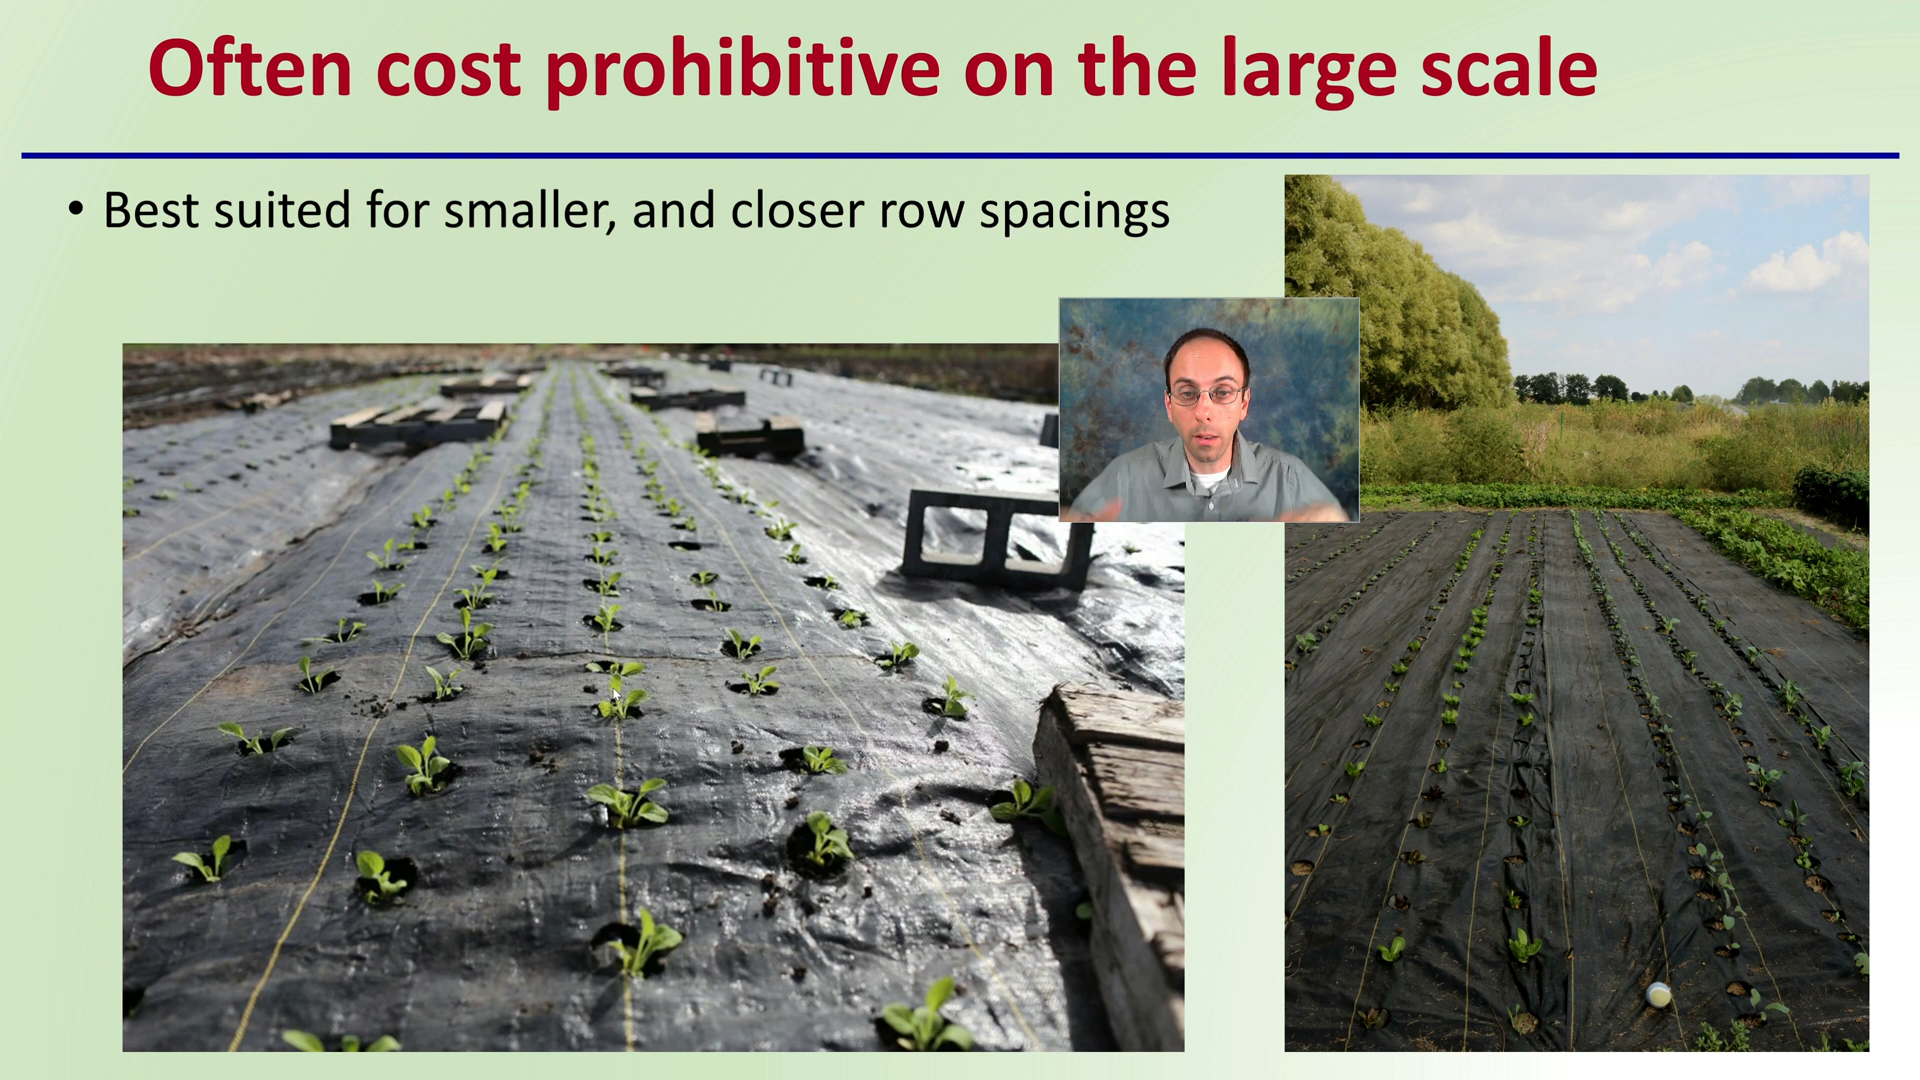 Often cost prohibitive on the large scale
• Best suited for smaller, and closer row spacings